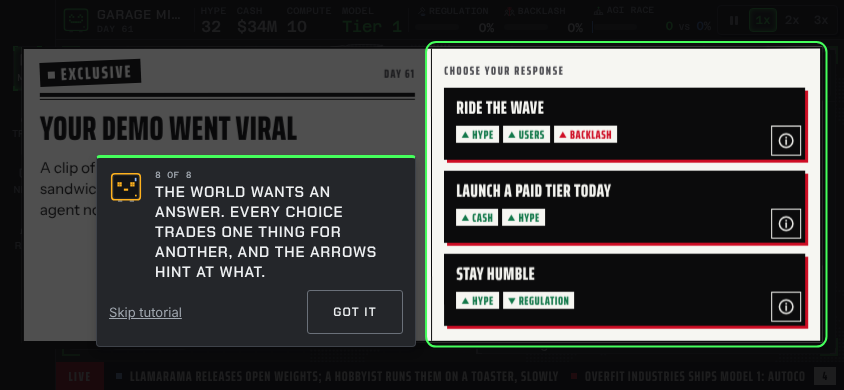 GARAGE MI...
DAY 61
HYPE
32
CASH
$34M
COMPUTE
10
MODEL
Tier 1
REGULATION
0%
BACKLASH
0%
AGI RACE
0 vs 0%
1x
2x
3x
EXCLUSIVE
DAY 61
YOUR DEMO WENT VIRAL
A clip of
sandwic
agent no
8 OF 8
THE WORLD WANTS AN
ANSWER. EVERY CHOICE
TRADES ONE THING FOR
ANOTHER, AND THE ARROWS
HINT AT WHAT.
Skip tutorial
GOT IT
CHOOSE YOUR RESPONSE
RIDE THE WAVE
▲ HYPE ▲ USERS ▲ BACKLASH
LAUNCH A PAID TIER TODAY
▲ CASH ▲ HYPE
STAY HUMBLE
▲ HYPE ▼ REGULATION
LIVE
LLAMARAMA RELEASES OPEN WEIGHTS; A HOBBYIST RUNS THEM ON A TOASTER, SLOWLY
OVERFIT INDUSTRIES SHIPS MODEL 1: AUTOCO
4